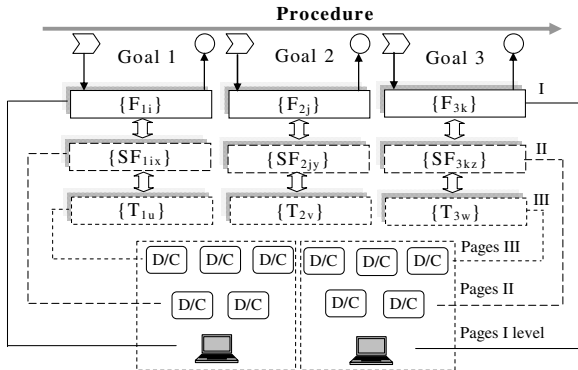 Procedure
Goal 1 Goal 2 Goal 3
I
{F1i} {F2j} {F3k}
II
{SF1ix} {SF2jy} {SF3kz}
III
{T1u} {T2v} {T3w}
D/C D/C D/C D/C D/C D/C Pages III
D/C D/C D/C D/C Pages II
Pages I level